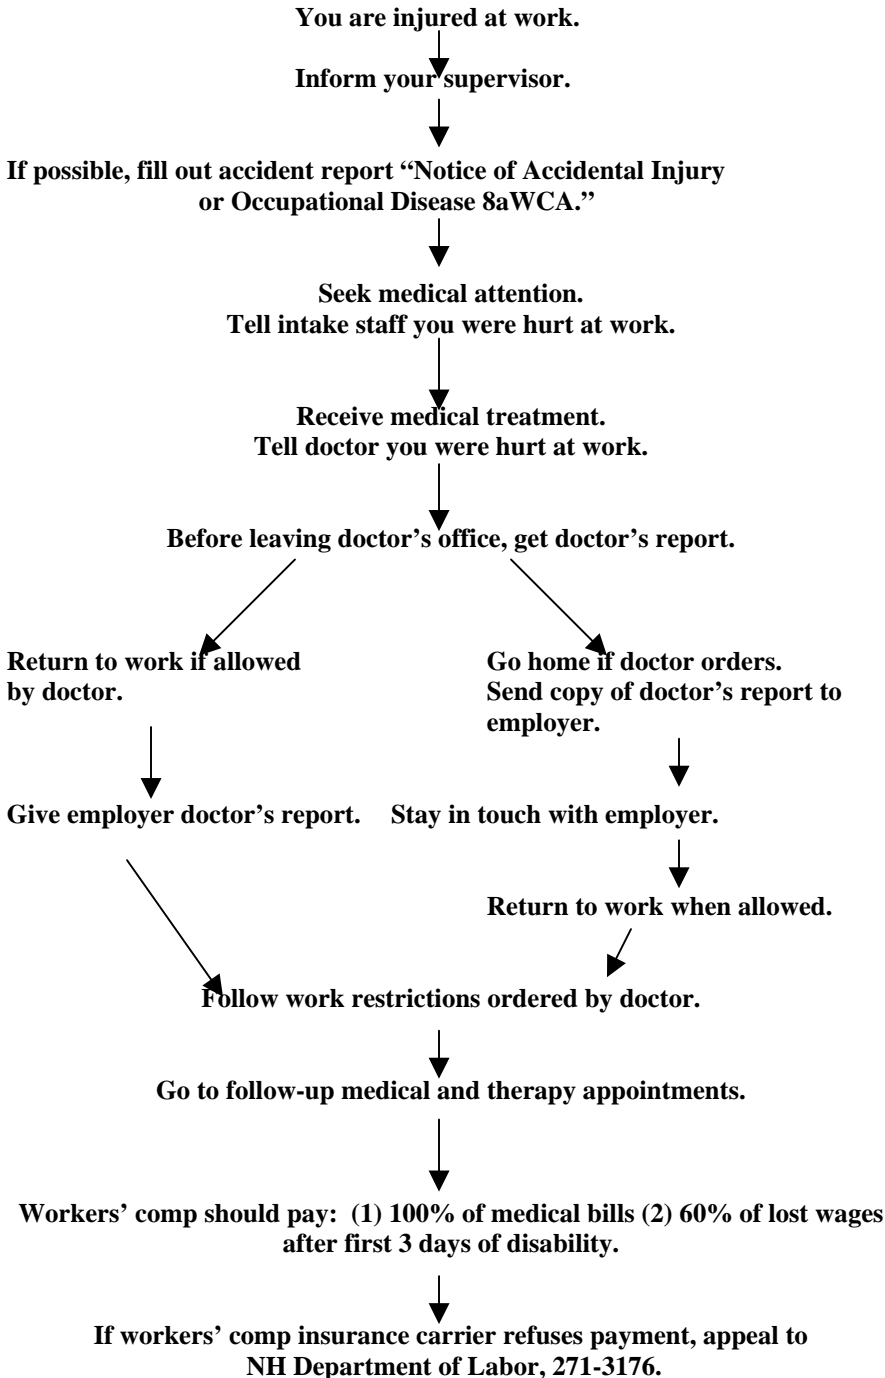 You are injured at work.
Inform your supervisor.
If possible, fill out accident report “Notice of Accidental Injury
or Occupational Disease 8aWCA.”
Seek medical attention.
Tell intake staff you were hurt at work.
Receive medical treatment.
Tell doctor you were hurt at work.
Before leaving doctor’s office, get doctor’s report.
Return to work if allowed
by doctor.
Go home if doctor orders.
Send copy of doctor’s report to
employer.
Give employer doctor’s report.
Stay in touch with employer.
Return to work when allowed.
Follow work restrictions ordered by doctor.
Go to follow-up medical and therapy appointments.
Workers’ comp should pay:  (1) 100% of medical bills (2) 60% of lost wages
after first 3 days of disability.
If workers’ comp insurance carrier refuses payment, appeal to
NH Department of Labor, 271-3176.